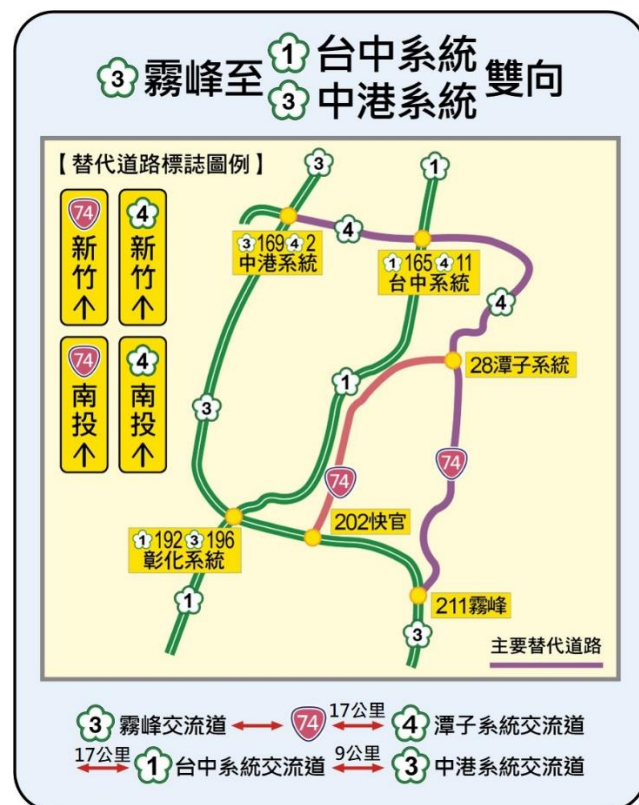 3 霧峰至 1 台中系統 雙向
3 中港系統
【替代道路標誌圖例】
74 新竹↑
4 新竹↑
74 南投↑
4 南投↑
3
1
4
3 169 4 2
中港系統
1 165 4 11
台中系統
4
28潭子系統
1
3
74
74
202快官
1 192 3 196
彰化系統
211霧峰
1
3
主要替代道路
3 霧峰交流道 ↔ 74 17公里 ↔ 4 潭子系統交流道
17公里 ↔ 1 台中系統交流道 9公里 ↔ 3 中港系統交流道